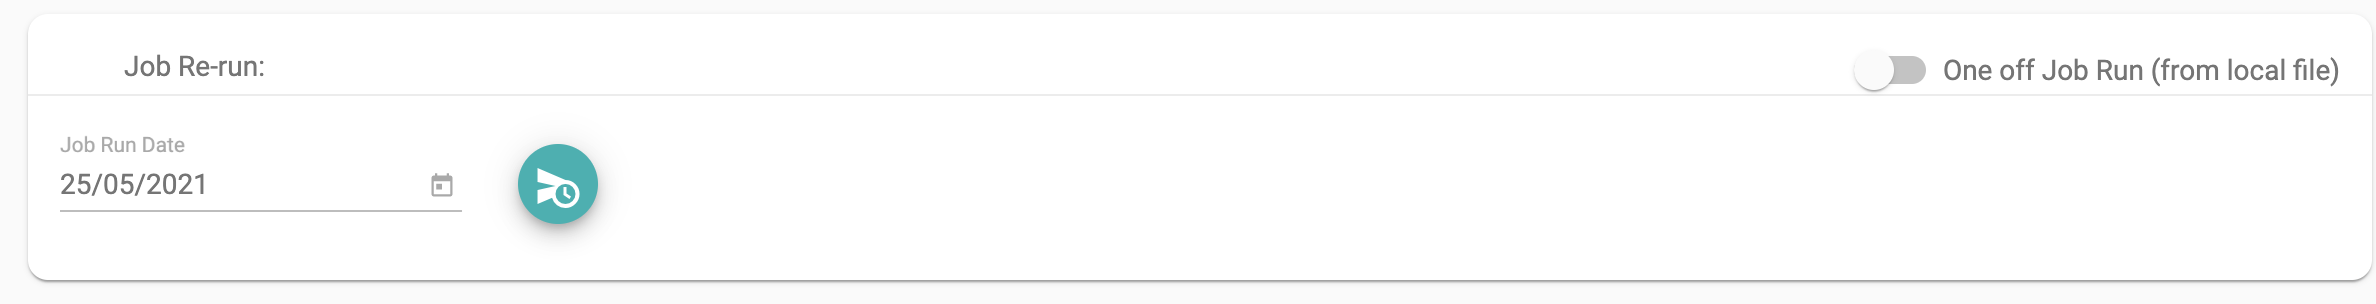 Job Re-run:
One off Job Run (from local file)
Job Run Date
25/05/2021